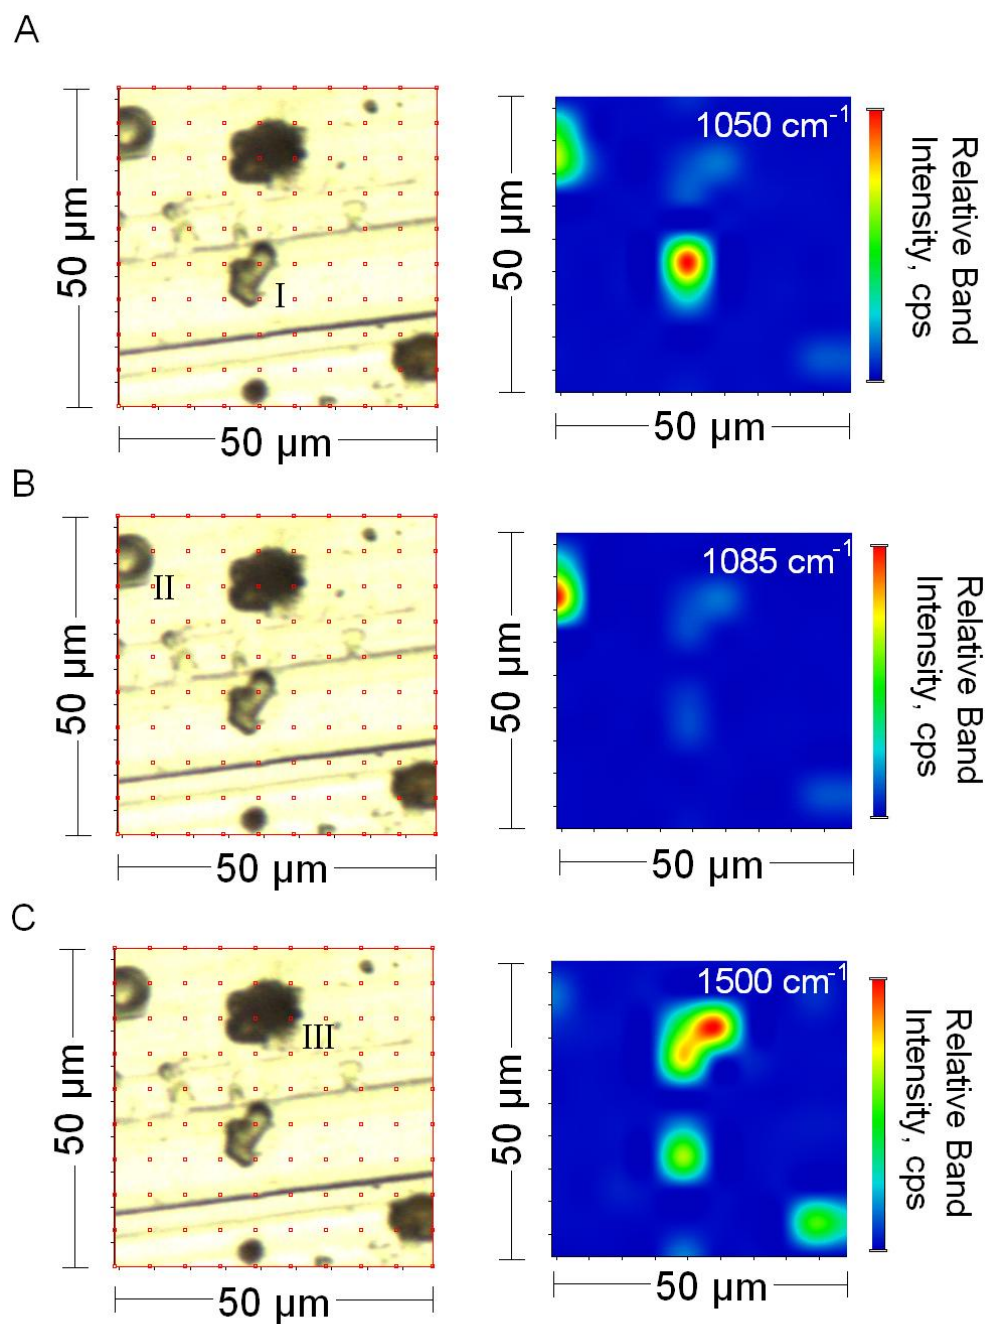 A
50 µm
50 µm
I
1050 cm-1
50 µm
50 µm
Relative Band
Intensity, cps
B
50 µm
50 µm
II
1085 cm-1
50 µm
50 µm
Relative Band
Intensity, cps
C
50 µm
50 µm
III
1500 cm-1
50 µm
50 µm
Relative Band
Intensity, cps